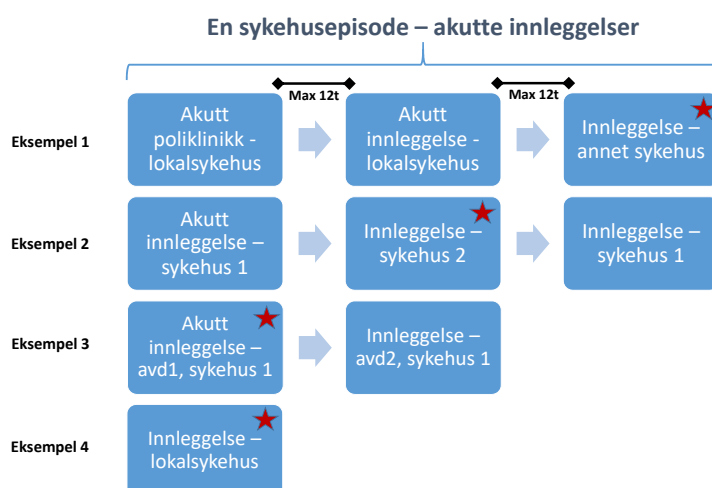 En sykehusepisode – akutte innleggelser
Max 12t
Max 12t
Eksempel 1
Akutt
poliklinikk -
lokalsykehus
Akutt
innleggelse -
lokalsykehus
Innleggelse –
annet sykehus
Eksempel 2
Akutt
innleggelse –
sykehus 1
Innleggelse –
sykehus 2
Innleggelse –
sykehus 1
Eksempel 3
Akutt
innleggelse –
avd1, sykehus 1
Innleggelse –
avd2, sykehus 1
Eksempel 4
Innleggelse –
lokalsykehus